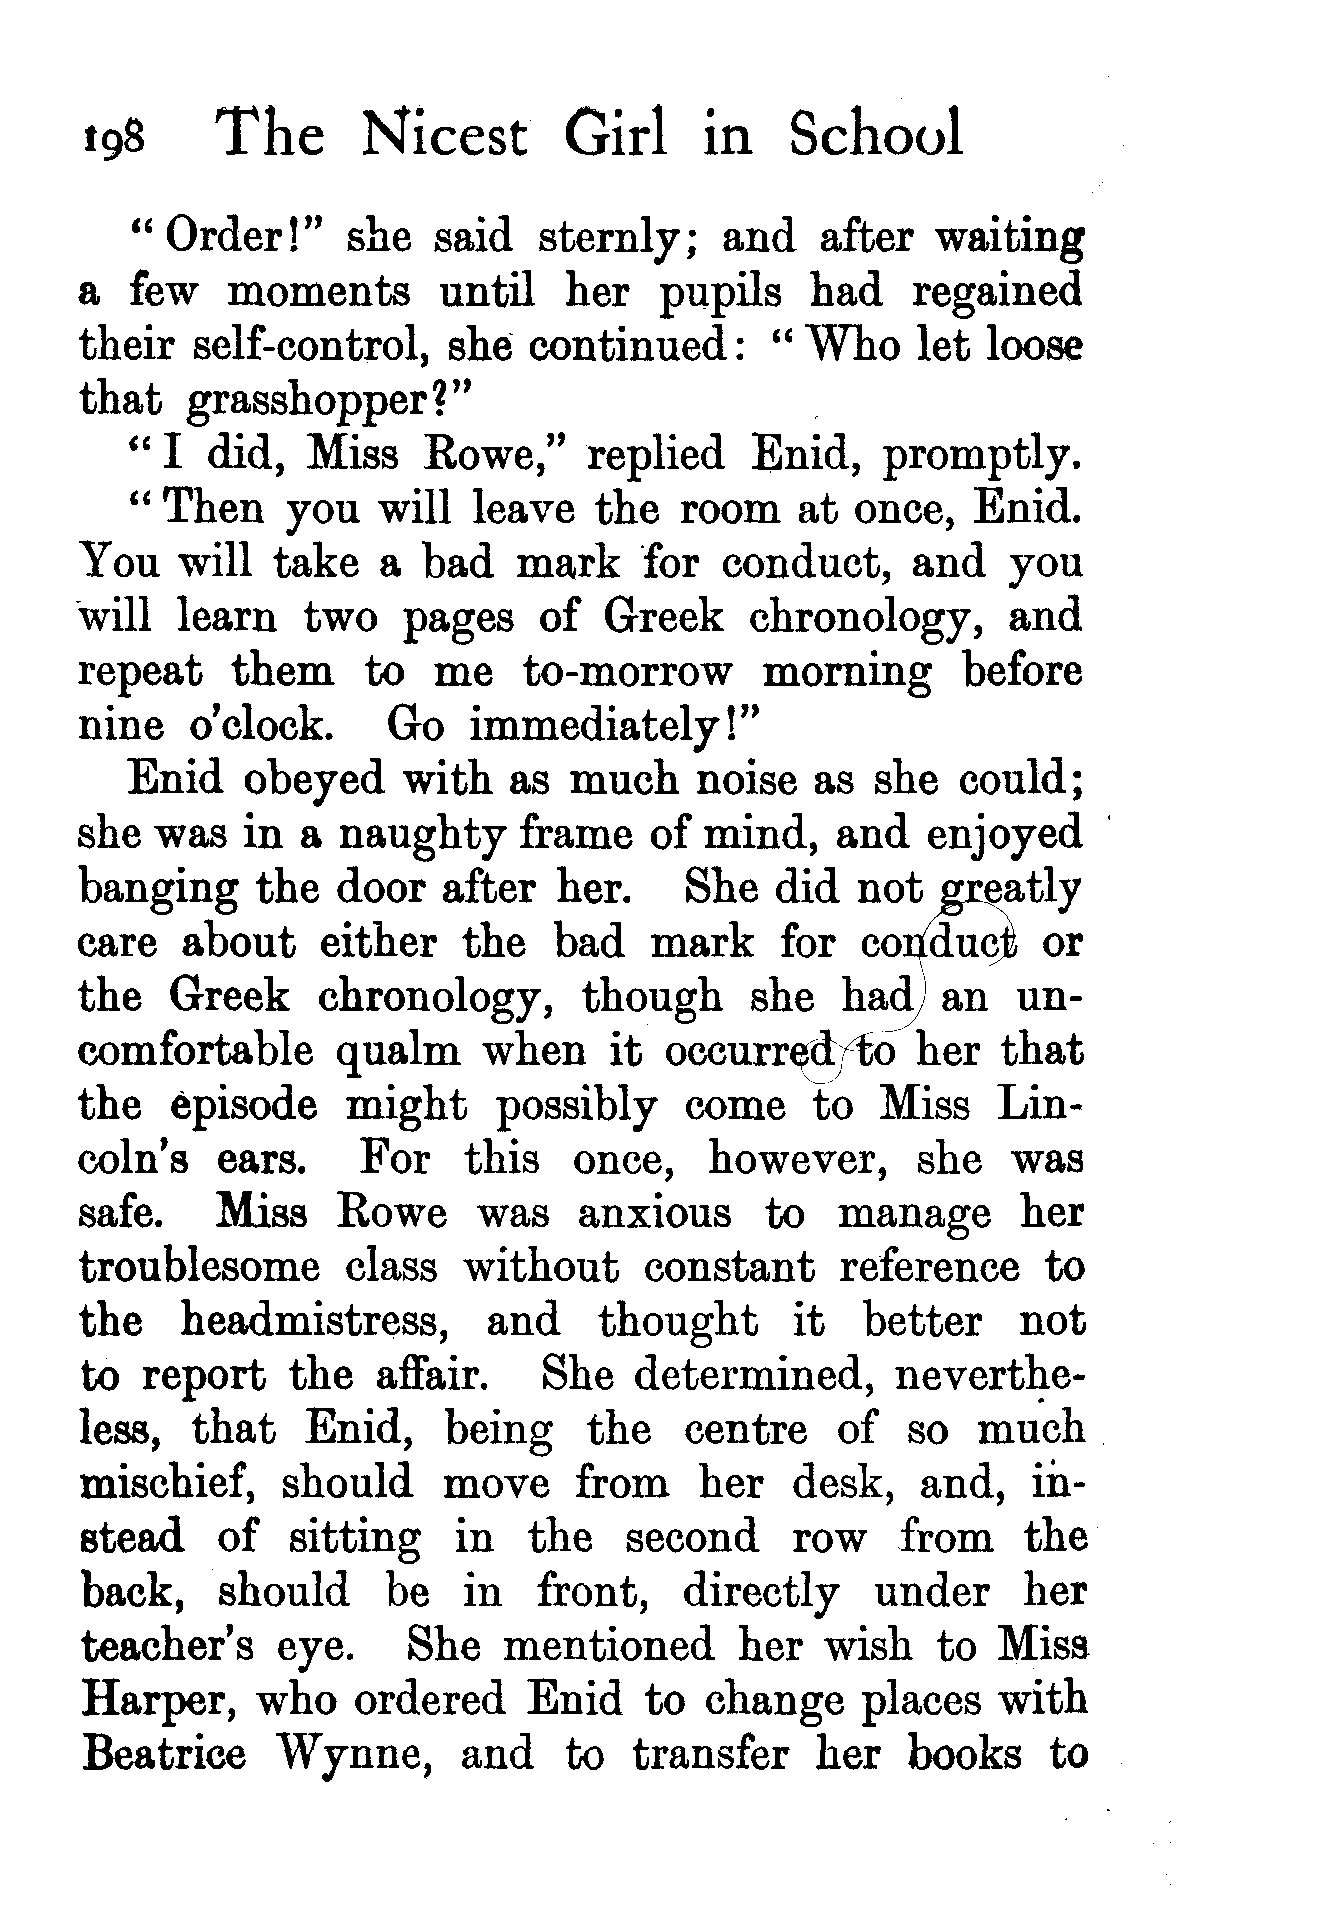 198 The Nicest Girl in School
“Order!” she said sternly; and after waiting
a few moments until her pupils had regained
their self-control, she continued: “Who let loose
that grasshopper?”
“I did, Miss Rowe,” replied Enid, promptly.
“Then you will leave the room at once, Enid.
You will take a bad mark for conduct, and you
will learn two pages of Greek chronology, and
repeat them to me to-morrow morning before
nine o’clock. Go immediately!”
Enid obeyed with as much noise as she could;
she was in a naughty frame of mind, and enjoyed
banging the door after her. She did not greatly
care about either the bad mark for conduct or
the Greek chronology, though she had an un-
comfortable qualm when it occurred to her that
the episode might possibly come to Miss Lin-
coln’s ears. For this once, however, she was
safe. Miss Rowe was anxious to manage her
troublesome class without constant reference to
the headmistress, and thought it better not
to report the affair. She determined, neverthe-
less, that Enid, being the centre of so much
mischief, should move from her desk, and, in-
stead of sitting in the second row from the
back, should be in front, directly under her
teacher’s eye. She mentioned her wish to Miss
Harper, who ordered Enid to change places with
Beatrice Wynne, and to transfer her books to